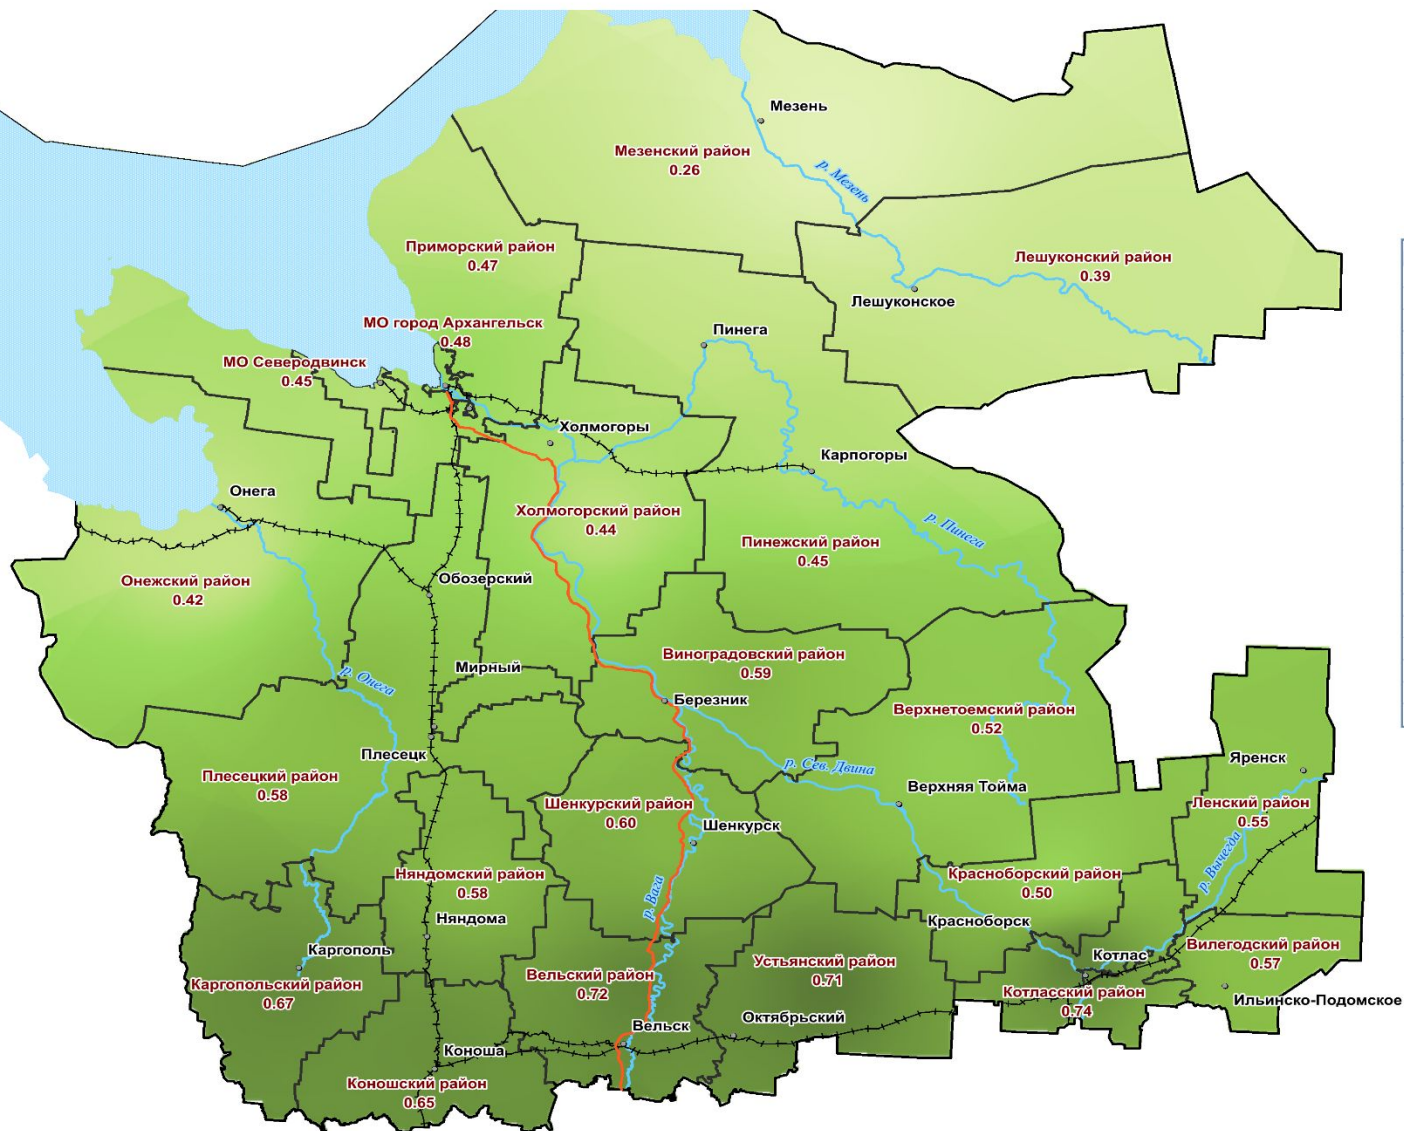 Мезень
Мезенский район
0.26
р. Мезень
Приморский район
0.47
Лешуконский район
0.39
Лешуконское
МО город Архангельск
0.48
Пинега
МО Северодвинск
0.45
Холмогоры
Карпогоры
Онега
Холмогорский район
0.44
р. Пинега
Пинежский район
0.45
Онежский район
0.42
Обозерский
Виноградовский район
0.59
Мирный
р. Онега
Березник
Верхнетоемский район
0.52
Плесецк
р. Сев. Двина
Яренск
Плесецкий район
0.58
Верхняя Тойма
Шенкурский район
0.60
Ленский район
0.55
Шенкурск
р. Вычегда
Няндомский район
0.58
Красноборский район
0.50
р. Вага
Няндома
Красноборск
Каргополь
Котлас
Вилегодский район
0.57
Устьянский район
0.71
Вельский район
0.72
Каргопольский район
0.67
Котласский район
0.74
Ильинско-Подомское
Октябрьский
Вельск
Коноша
Коношский район
0.65